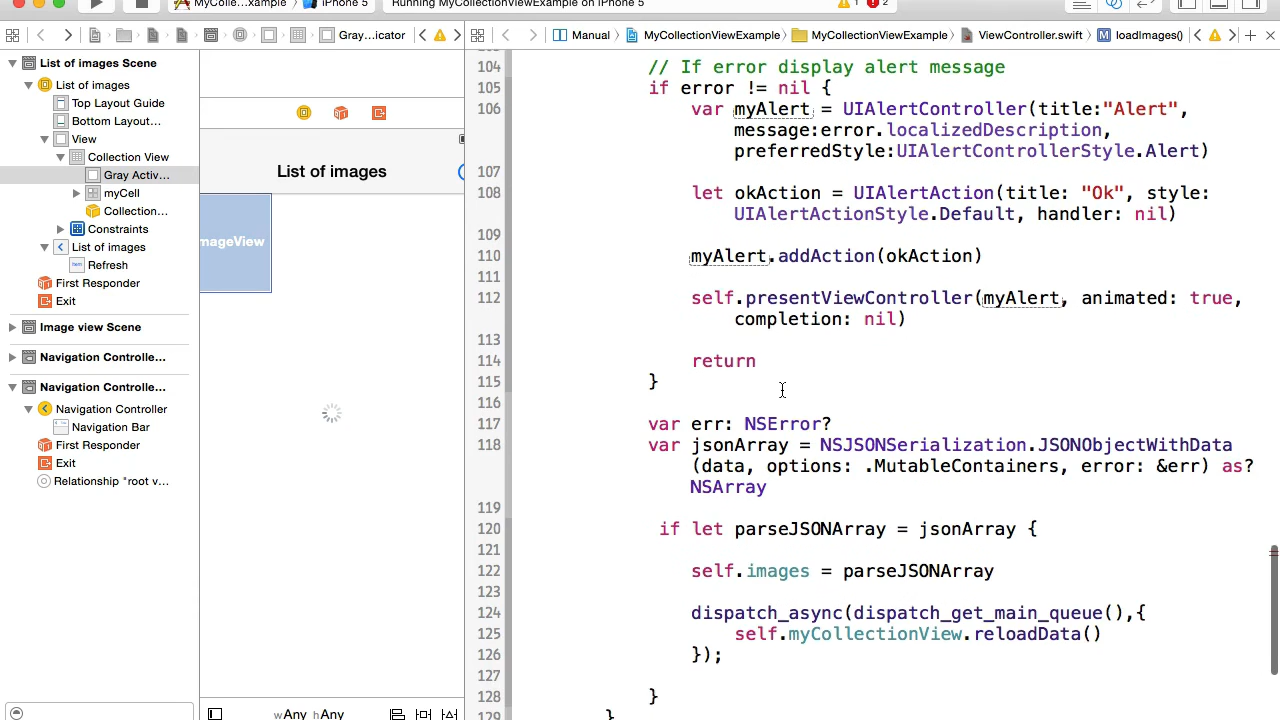 MyColle...xample
iPhone 5
Running MyCollectionViewExample on iPhone 5
1
2
Gray...icator
Manual
MyCollectionViewExample
MyCollectionViewExample
ViewController.swift
M
loadImages()
List of images Scene
List of images
Top Layout Guide
Bottom Layout...
View
Collection View
Gray Activ...
myCell
Collection...
Constraints
List of images
Refresh
First Responder
Exit
Image view Scene
Navigation Controlle...
Navigation Controlle...
Navigation Controller
Navigation Bar
First Responder
Exit
Relationship "root v...
List of images
mageView
wAny hAny
104 // If error display alert message
105 if error != nil {
106 var myAlert = UIAlertController(title:"Alert",
message:error.localizedDescription,
preferredStyle:UIAlertControllerStyle.Alert)
107
108 let okAction = UIAlertAction(title: "Ok", style:
UIAlertActionStyle.Default, handler: nil)
109
110 myAlert.addAction(okAction)
111
112 self.presentViewController(myAlert, animated: true,
completion: nil)
113
114 return
115 }
116
117 var err: NSError?
118 var jsonArray = NSJSONSerialization.JSONObjectWithData
(data, options: .MutableContainers, error: &err) as?
NSArray
119
120 if let parseJSONArray = jsonArray {
121
122 self.images = parseJSONArray
123
124 dispatch_async(dispatch_get_main_queue(),{
125 self.myCollectionView.reloadData()
126 });
127
128 }
129 }